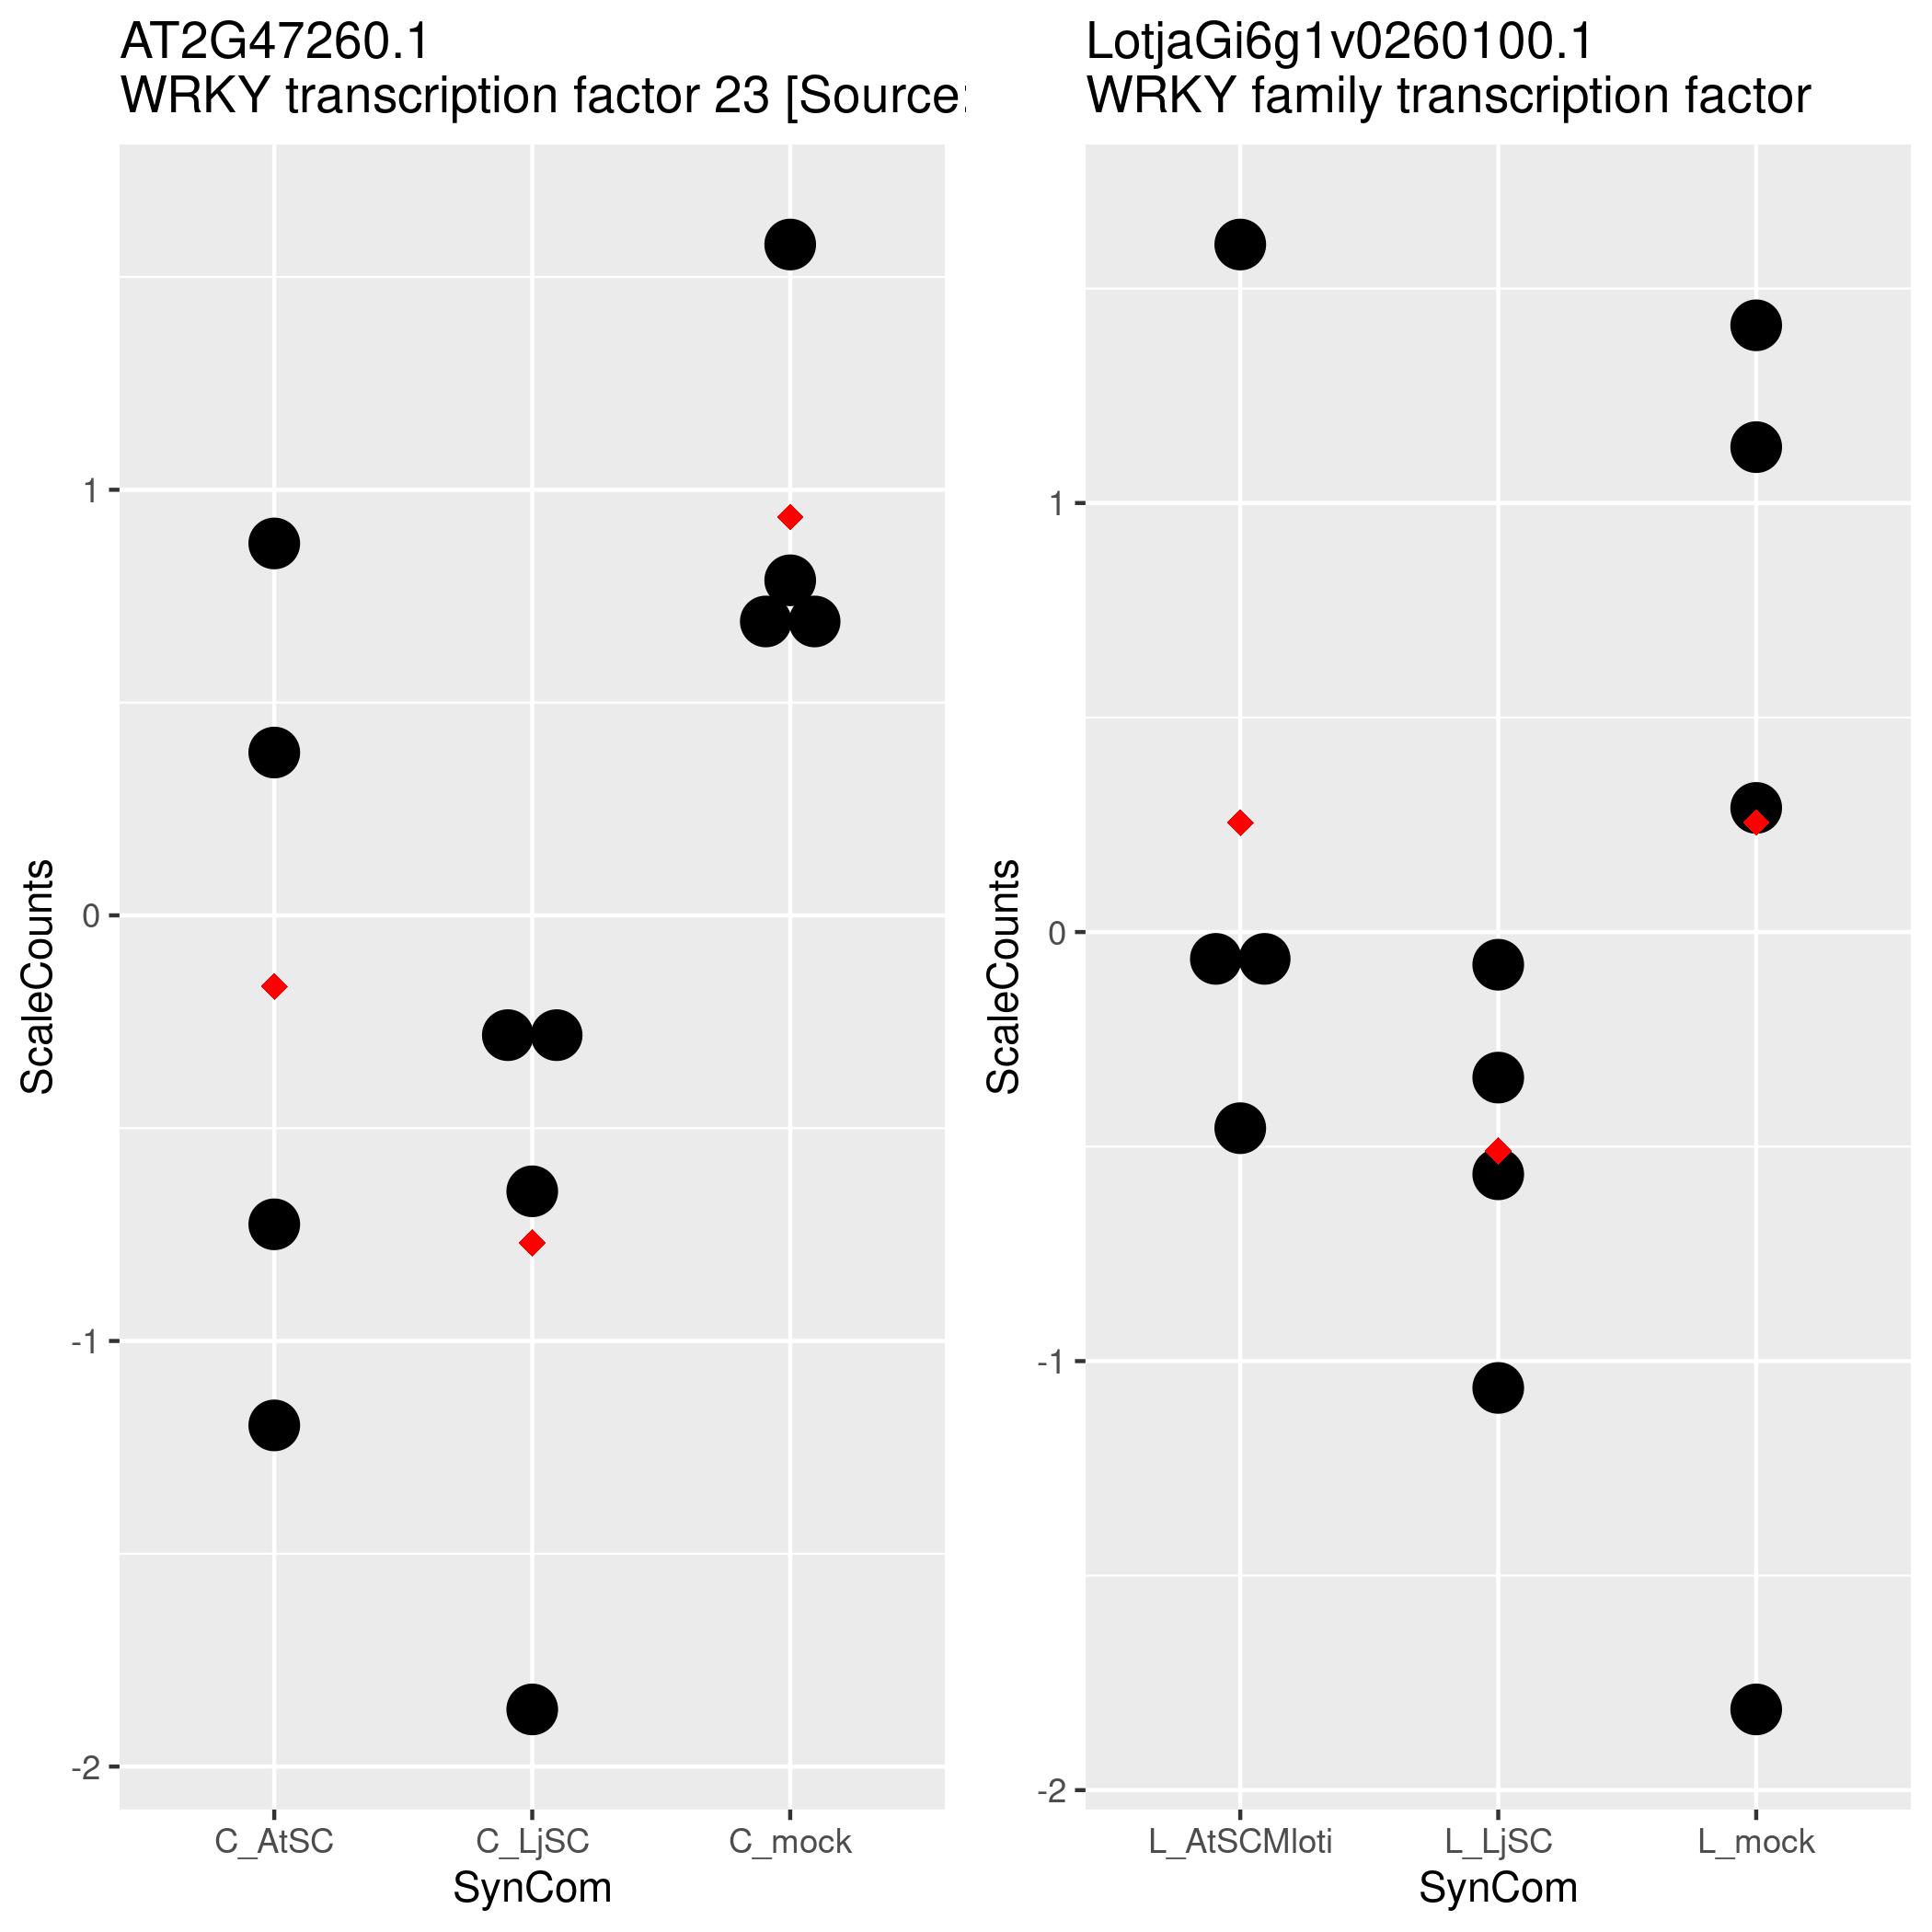 AT2G47260.1
WRKY transcription factor 23 [Source:
ScaleCounts
1
0
-1
-2
C_AtSC C_LjSC C_mock
SynCom
LotjaGi6g1v0260100.1
WRKY family transcription factor
ScaleCounts
1
0
-1
-2
L_AtSCMloti L_LjSC L_mock
SynCom